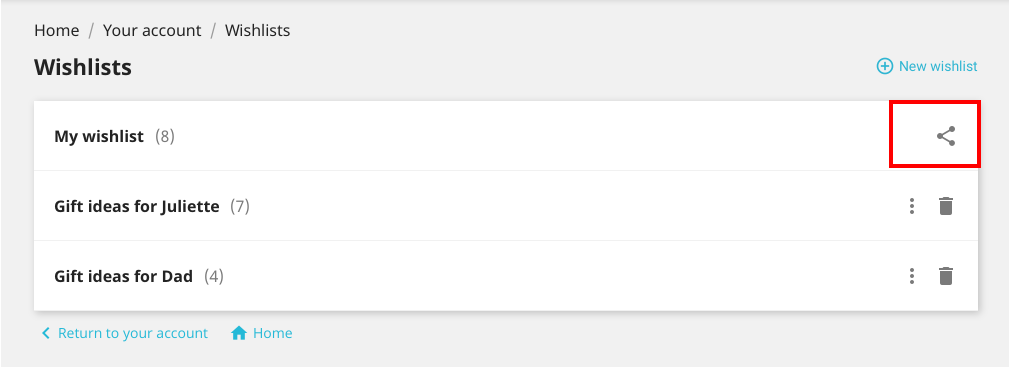 Home / Your account / Wishlists
Wishlists
New wishlist
My wishlist (8)
Gift ideas for Juliette (7)
Gift ideas for Dad (4)
Return to your account Home